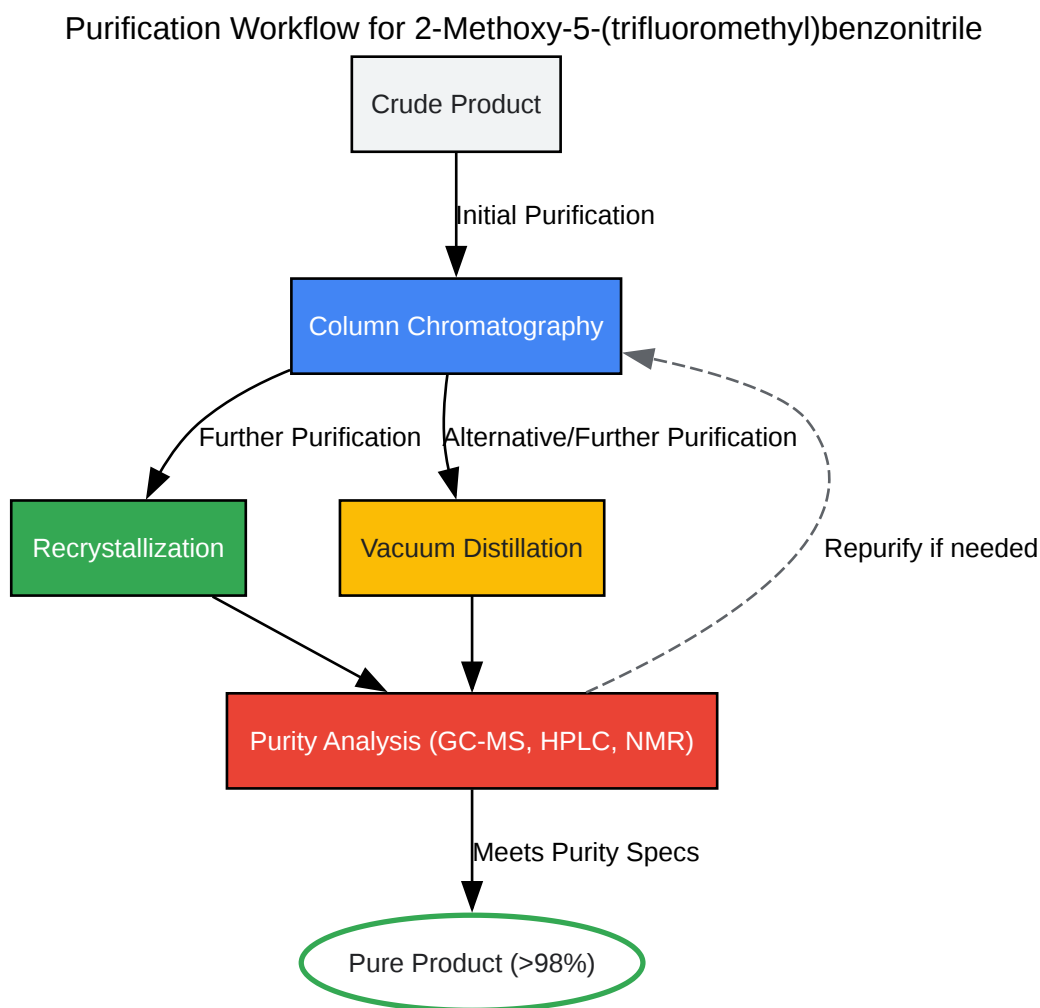 Purification Workflow for 2-Methoxy-5-(trifluoromethyl)benzonitrile
Crude Product
Initial Purification
Column Chromatography
Further Purification
Alternative/Further Purification
Recrystallization
Vacuum Distillation
Repurify if needed
Purity Analysis (GC-MS, HPLC, NMR)
Meets Purity Specs
Pure Product (>98%)